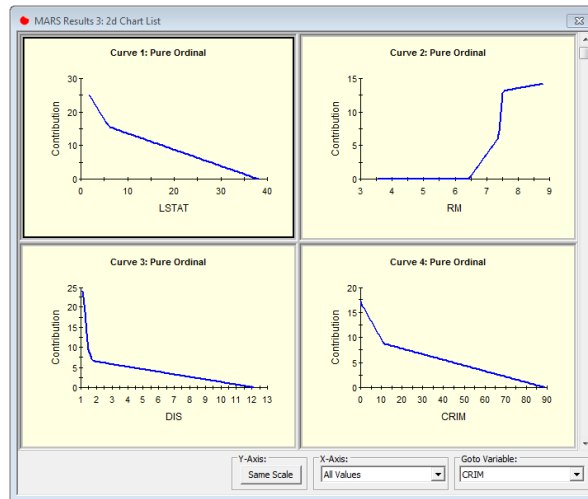 MARS Results 3: 2d Chart List
Curve 1: Pure Ordinal
30
20
10
0
Contribution
0 10 20 30 40
LSTAT
Curve 2: Pure Ordinal
15
10
5
0
Contribution
3 4 5 6 7 8 9
RM
Curve 3: Pure Ordinal
25
20
15
10
5
0
Contribution
1 2 3 4 5 6 7 8 9 10 11 12 13
DIS
Curve 4: Pure Ordinal
20
15
10
5
0
Contribution
0 10 20 30 40 50 60 70 80 90
CRIM
Y-Axis: X-Axis: Goto Variable:
Same Scale All Values CRIM